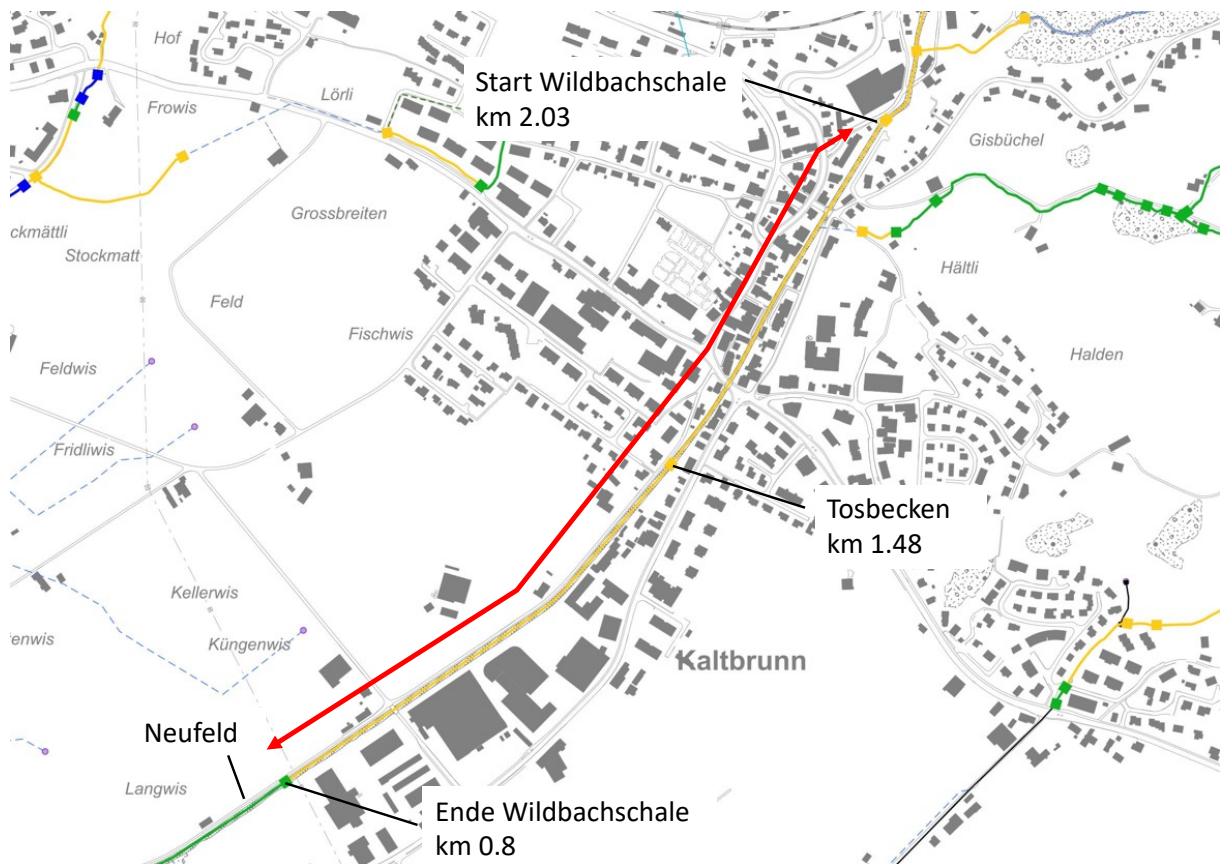 Hof
Start Wildbachschale
km 2.03
Lörli
Frowis
Gisbüchel
Grossbreiten
ckmättli
Stockmatt
Hältli
Feld
Fischwis
Halden
Feldwis
Fridliwis
Tosbecken
km 1.48
Kellerwis
enwis
Küngenwis
Kaltbrunn
Neufeld
Langwis
Ende Wildbachschale
km 0.8